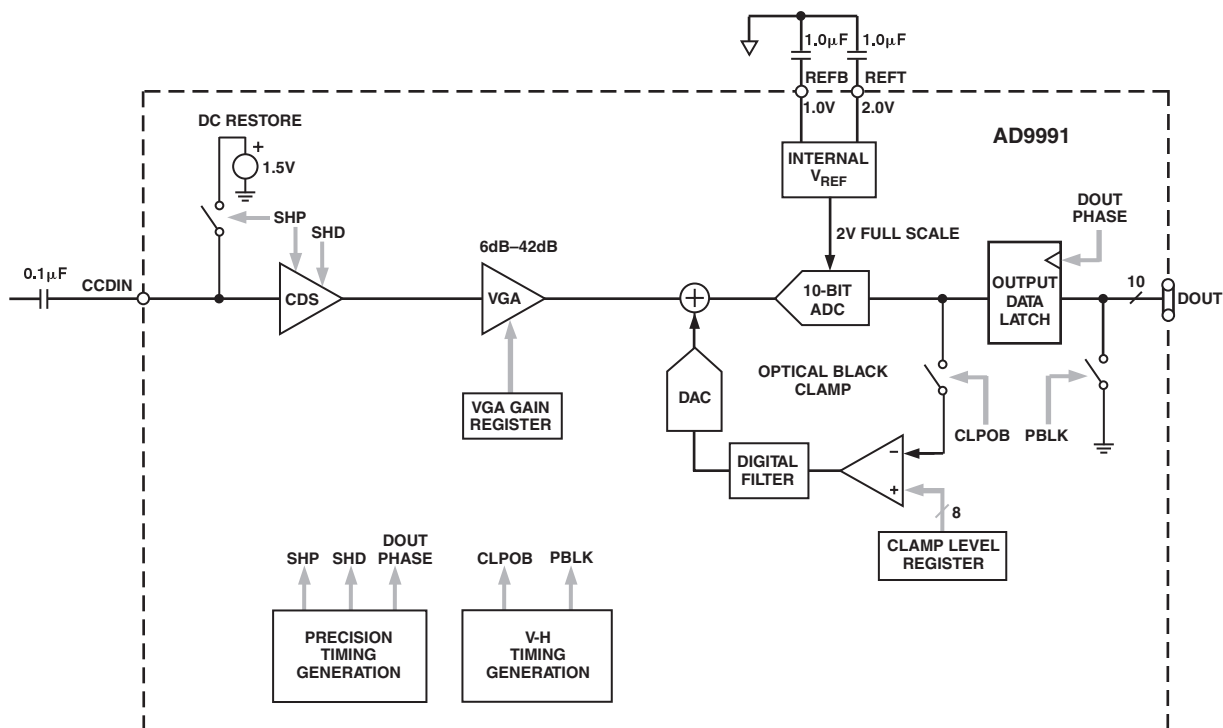 1.0µF 1.0µF
REFB REFT
1.0V 2.0V
DC RESTORE
+
1.5V
AD9991
INTERNAL
VREF
SHP
SHD
DOUT
PHASE
2V FULL SCALE
6dB–42dB
0.1µF
CCDIN
CDS
VGA
+
10-BIT
ADC
OUTPUT
DATA
LATCH
10
DOUT
OPTICAL BLACK
CLAMP
DAC
VGA GAIN
REGISTER
CLPOB PBLK
DIGITAL
FILTER
–
+
8
CLAMP LEVEL
REGISTER
SHP SHD DOUT
PHASE
CLPOB PBLK
PRECISION
TIMING
GENERATION
V-H
TIMING
GENERATION